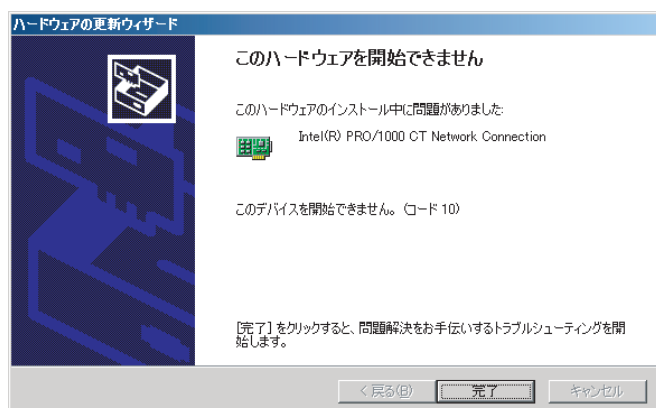 ハードウェアの更新ウィザード
このハードウェアを開始できません
このハードウェアのインストール中に問題がありました:
Intel(R) PRO/1000 CT Network Connection
このデバイスを開始できません。 (コード 10)
[完了] をクリックすると、問題解決をお手伝いするトラブルシューティングを開
始します。
< 戻る(B)
完了
キャンセル